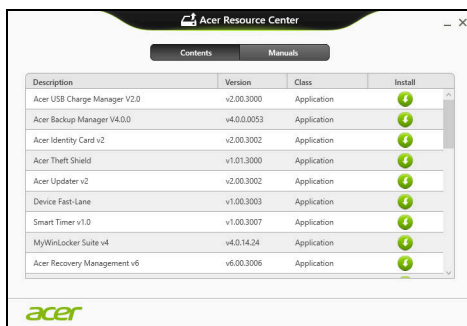 Acer Resource Center
Contents Manuals
Description Version Class Install
Acer USB Charge Manager V2.0 v2.00.3000 Application
Acer Backup Manager V4.0.0 v4.0.0.0053 Application
Acer Identity Card v2 v2.00.3002 Application
Acer Theft Shield v1.01.3000 Application
Acer Updater v2 v2.00.3002 Application
Device Fast-Lane v1.00.3003 Application
Smart Timer v1.0 v1.00.3007 Application
MyWinLocker Suite v4 v4.0.14.24 Application
Acer Recovery Management v6 v6.00.3006 Application
acer